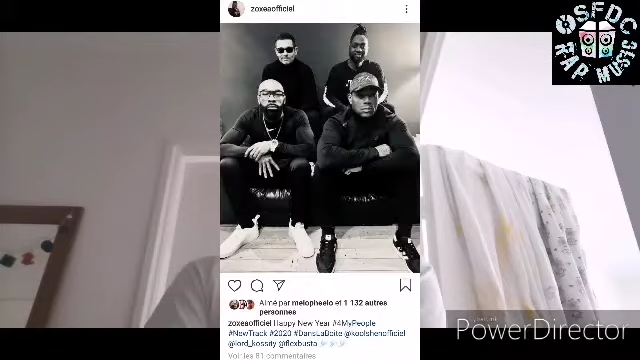 zoxeaofficiel
OSFDC
RAP MUSIC
Aimé par melopheelo et 1 132 autres
personnes
zoxeaofficiel Happy New Year #4MyPeople
#NewTrack #2020 #DansLaBoite @koolshenofficiel
@lord_kossity @flexbusta 🎉🎉🎉
Voir les 81 commentaires
PowerDirector